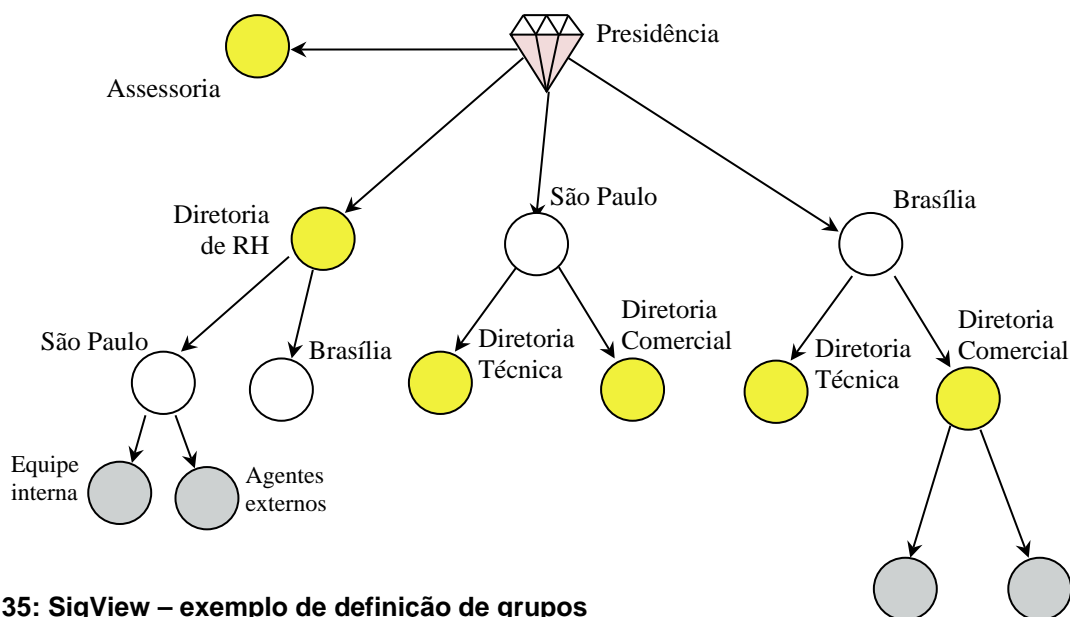 Presidência
Assessoria
São Paulo
Brasília
Diretoria
de RH
São Paulo
Brasília
Diretoria
Técnica
Diretoria
Comercial
Diretoria
Técnica
Diretoria
Comercial
Equipe
interna
Agentes
externos
35: SigView – exemplo de definição de grupos